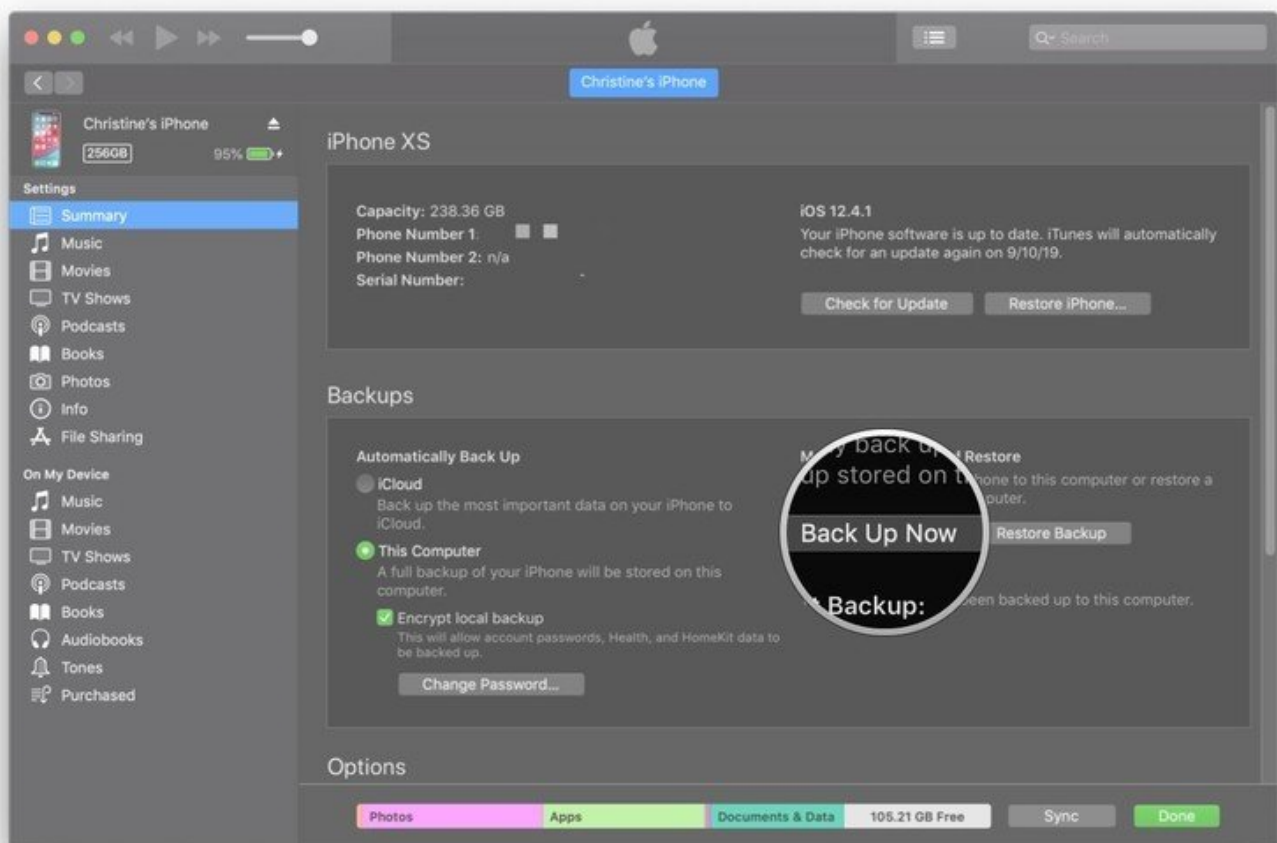 Search
Christine's iPhone
Christine's iPhone
256GB
95%
Settings
Summary
Music
Movies
TV Shows
Podcasts
Books
Photos
Info
File Sharing
On My Device
Music
Movies
TV Shows
Podcasts
Books
Audiobooks
Tones
Purchased
iPhone XS
Capacity: 238.36 GB
Phone Number 1:
Phone Number 2: n/a
Serial Number:
iOS 12.4.1
Your iPhone software is up to date. iTunes will automatically
check for an update again on 9/10/19.
Check for Update
Restore iPhone...
Backups
Automatically Back Up
iCloud
Back up the most important data on your iPhone to
iCloud.
This Computer
A full backup of your iPhone will be stored on this
computer.
Encrypt local backup
This will allow account passwords, Health, and HomeKit data to
be backed up.
Change Password...
Restore
to this computer or restore a
back
up stored on
Back Up Now
Restore Backup
Backup:
been backed up to this computer.
Options
Photos
Apps
Documents & Data
105.21 GB Free
Sync
Done